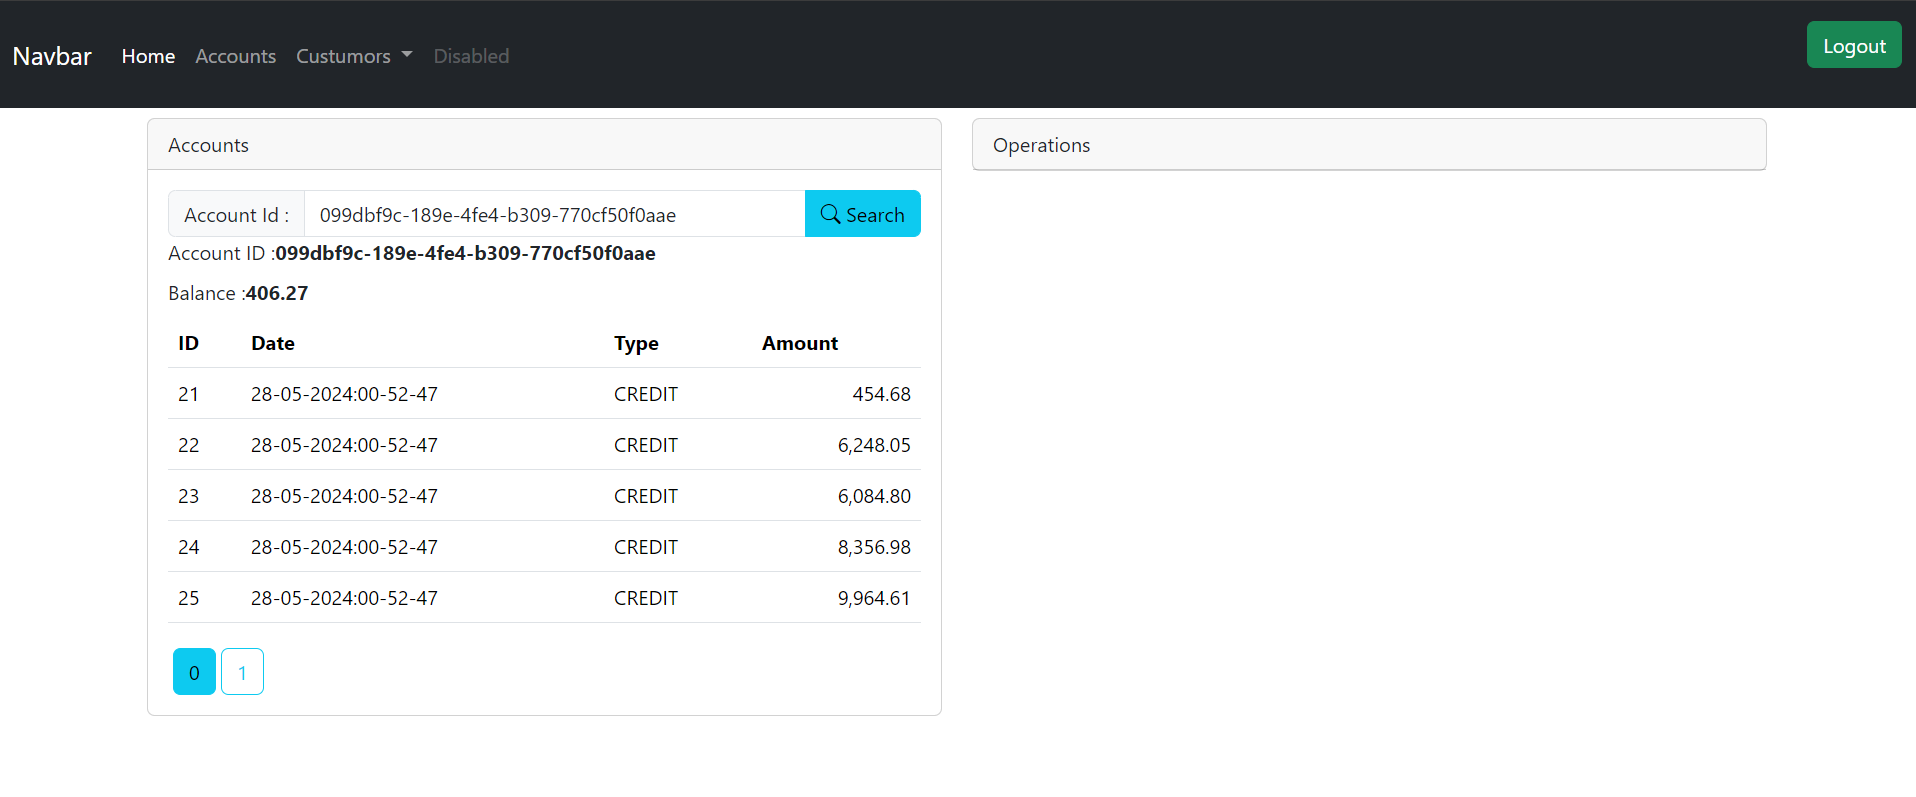 Navbar Home Accounts Custumors Disabled Logout
Accounts
Account Id : 099dbf9c-189e-4fe4-b309-770cf50f0aae Search
Account ID :099dbf9c-189e-4fe4-b309-770cf50f0aae
Balance :406.27
ID Date Type Amount
21 28-05-2024:00-52-47 CREDIT 454.68
22 28-05-2024:00-52-47 CREDIT 6,248.05
23 28-05-2024:00-52-47 CREDIT 6,084.80
24 28-05-2024:00-52-47 CREDIT 8,356.98
25 28-05-2024:00-52-47 CREDIT 9,964.61
0 1
Operations